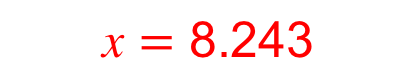 x = 8.243